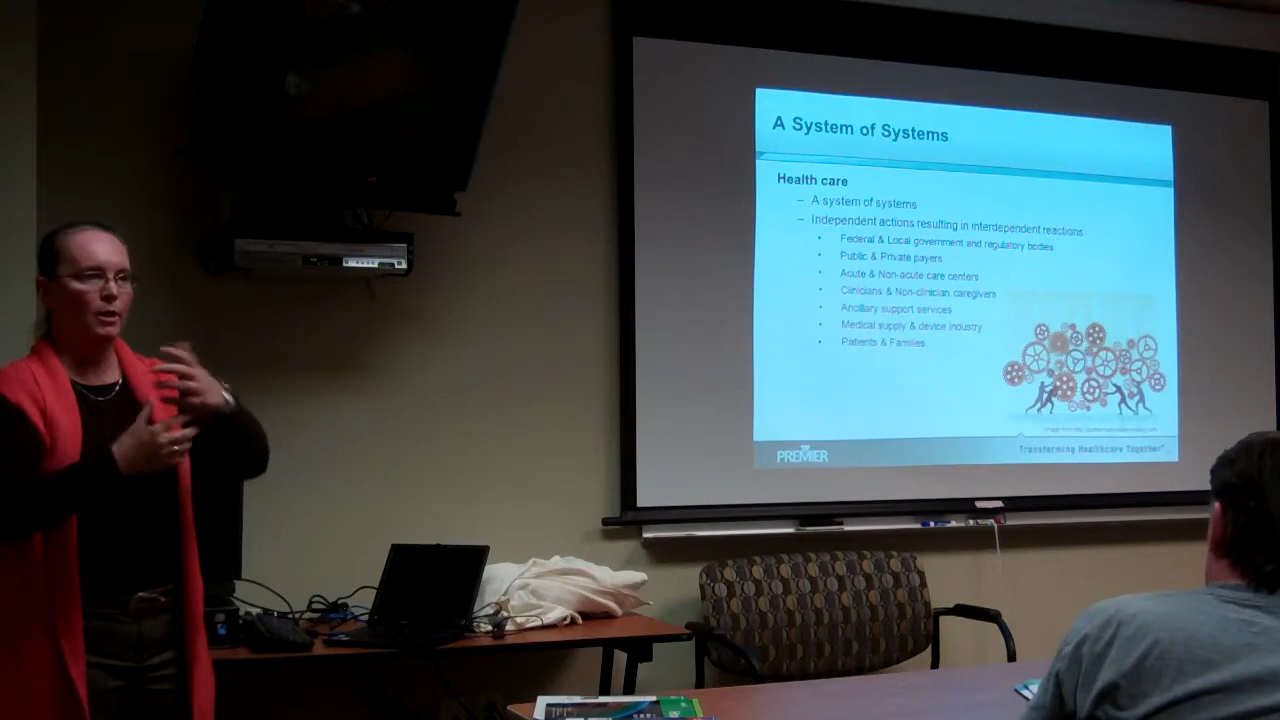 A System of Systems
Health care
– A system of systems
– Independent actions resulting in interdependent reactions
• Federal & Local government and regulatory bodies
• Public & Private payers
• Acute & Non-acute care centers
• Clinicians & Non-clinician caregivers
• Ancillary support services
• Medical supply & device industry
• Patients & Families
PREMIER
Transforming Healthcare Together